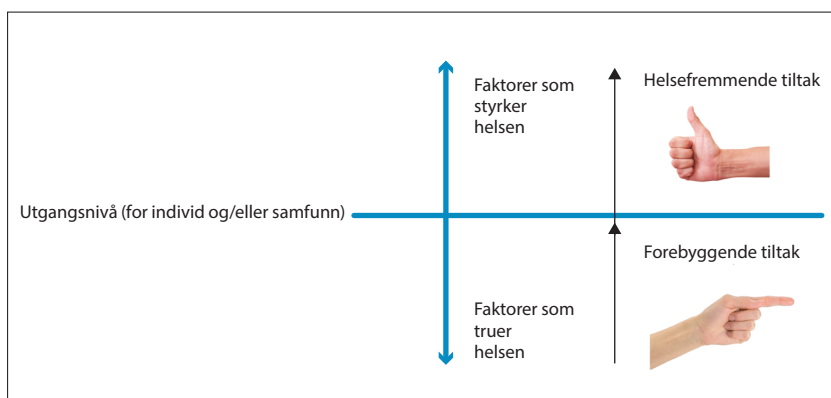 Faktorer som
styrker
helsen
Helsefremmende tiltak
Utgangsnivå (for individ og/eller samfunn)
Faktorer som
truer
helsen
Forebyggende tiltak